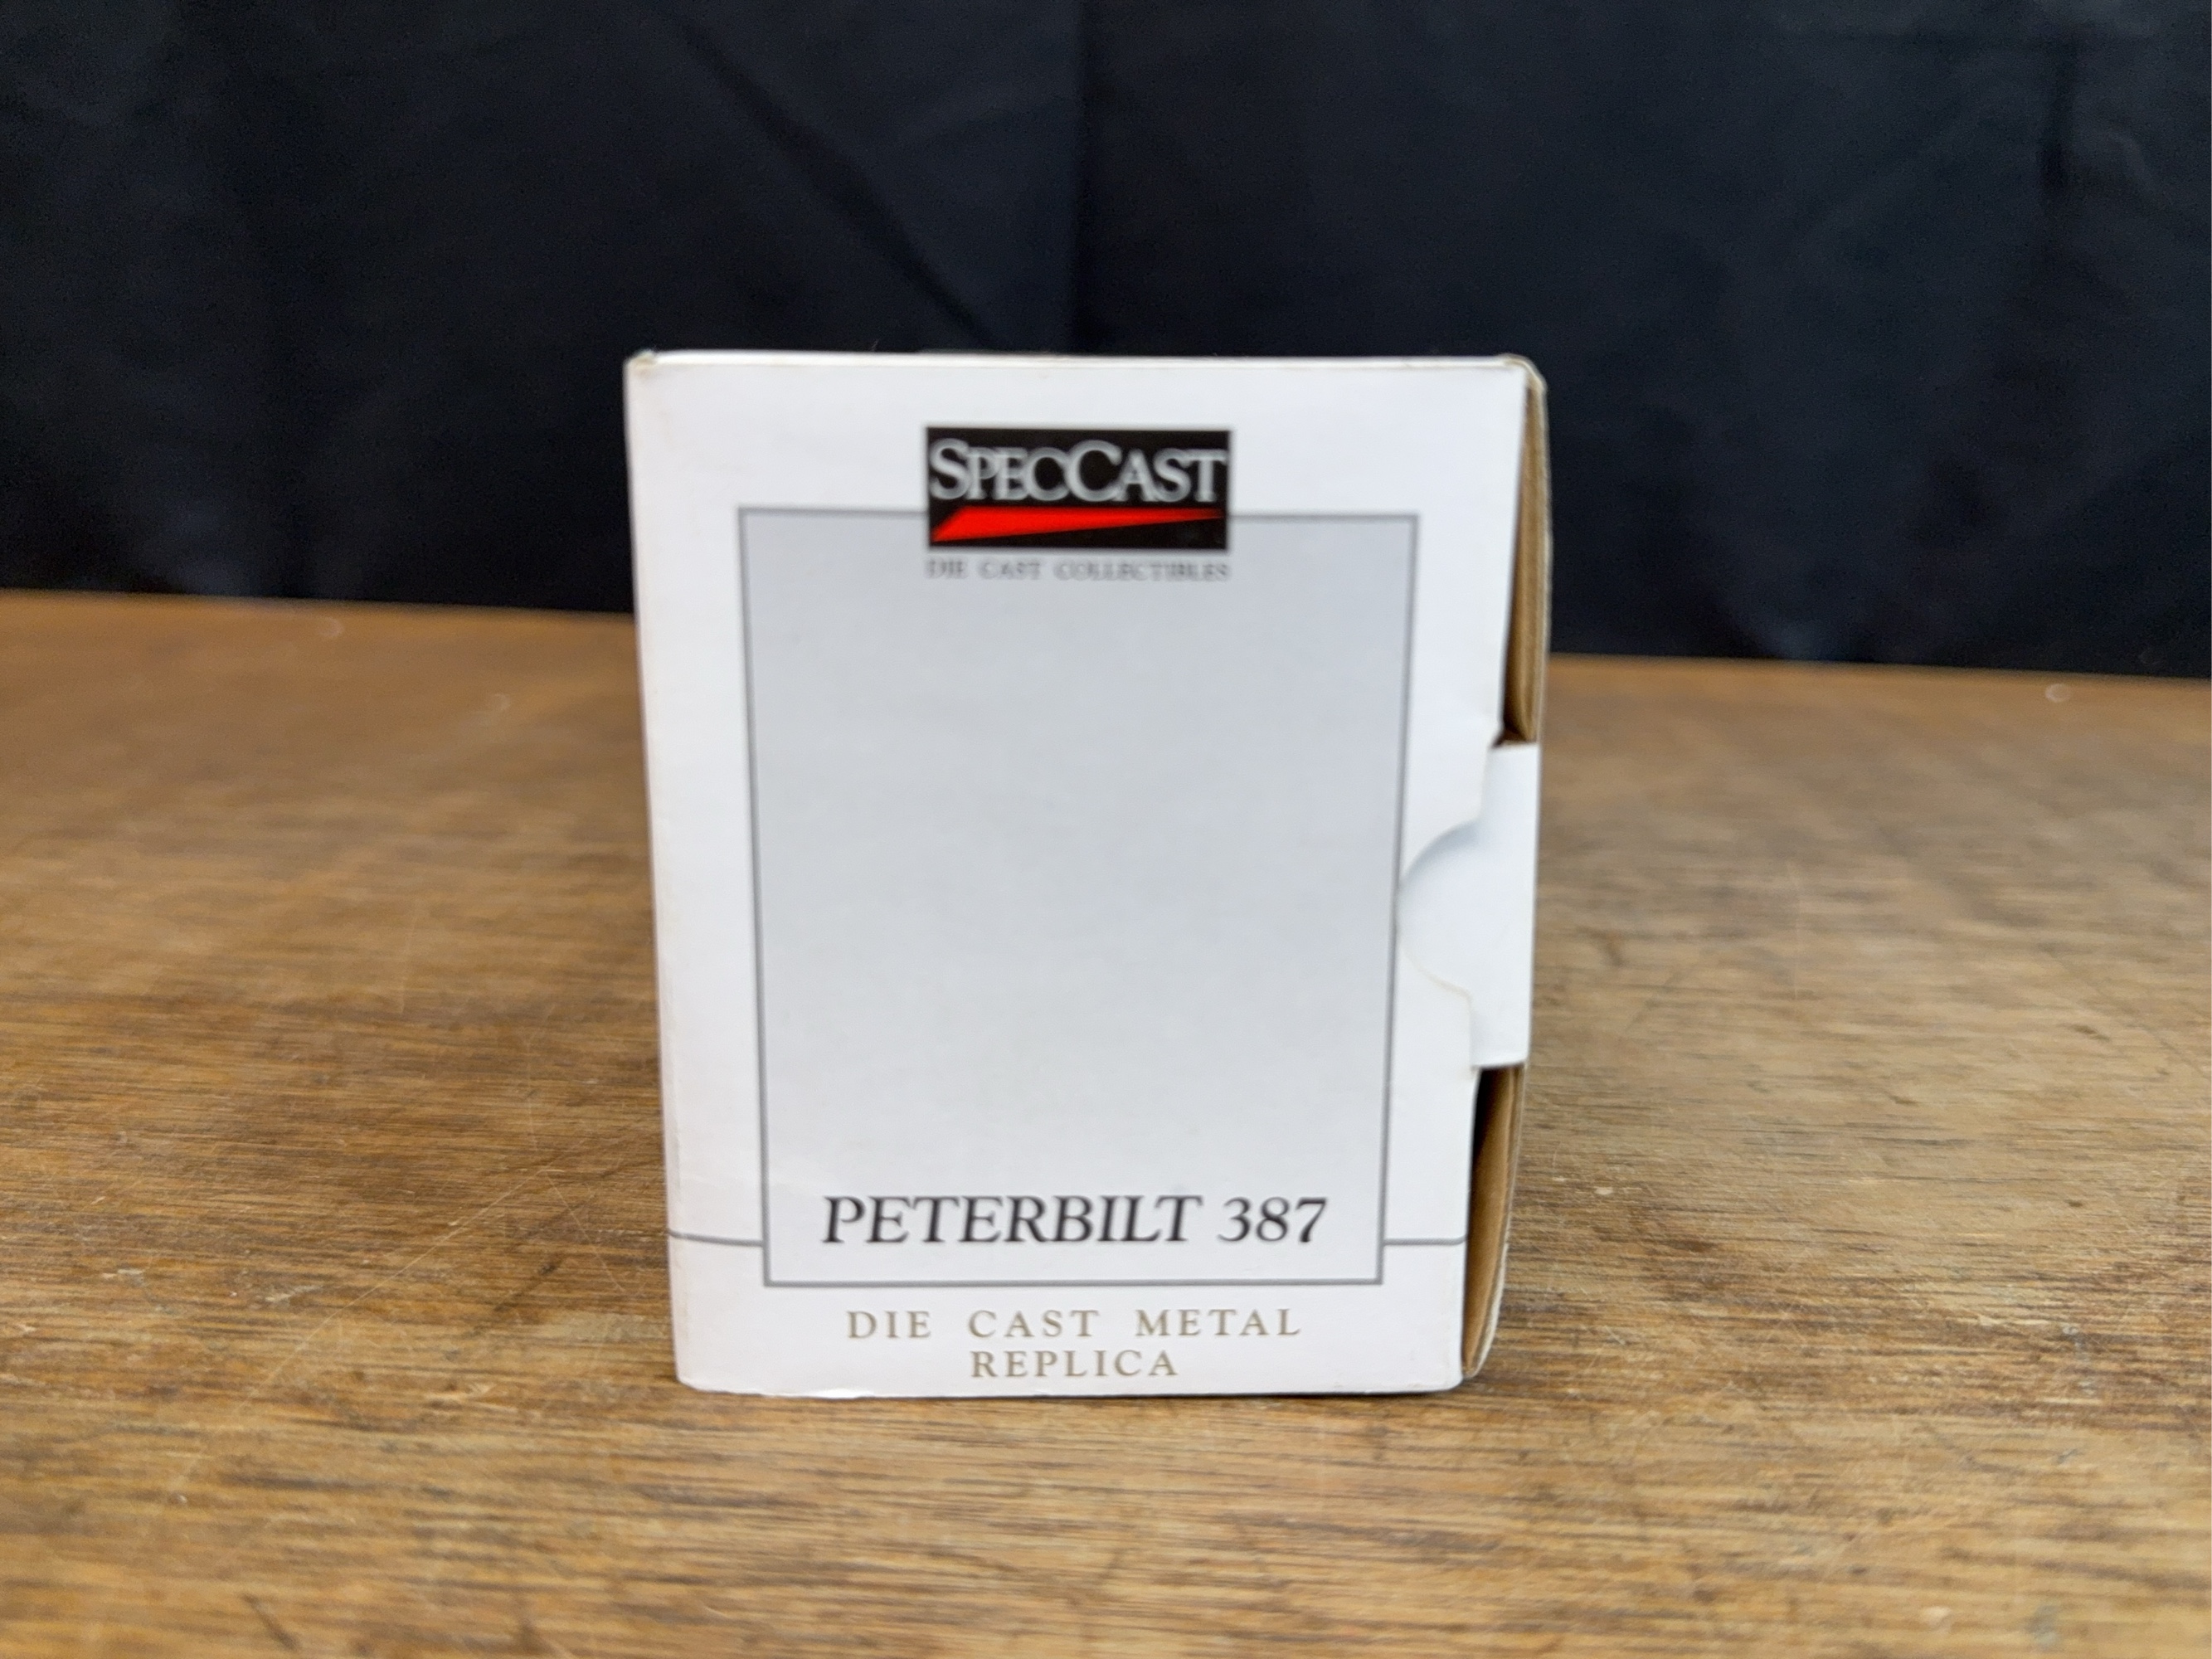 SPECCAST
DIE CAST COLLECTIBLES
PETERBILT 387
DIE CAST METAL
REPLICA